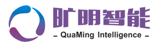 旷明智能
- QuaMing Intelligence -